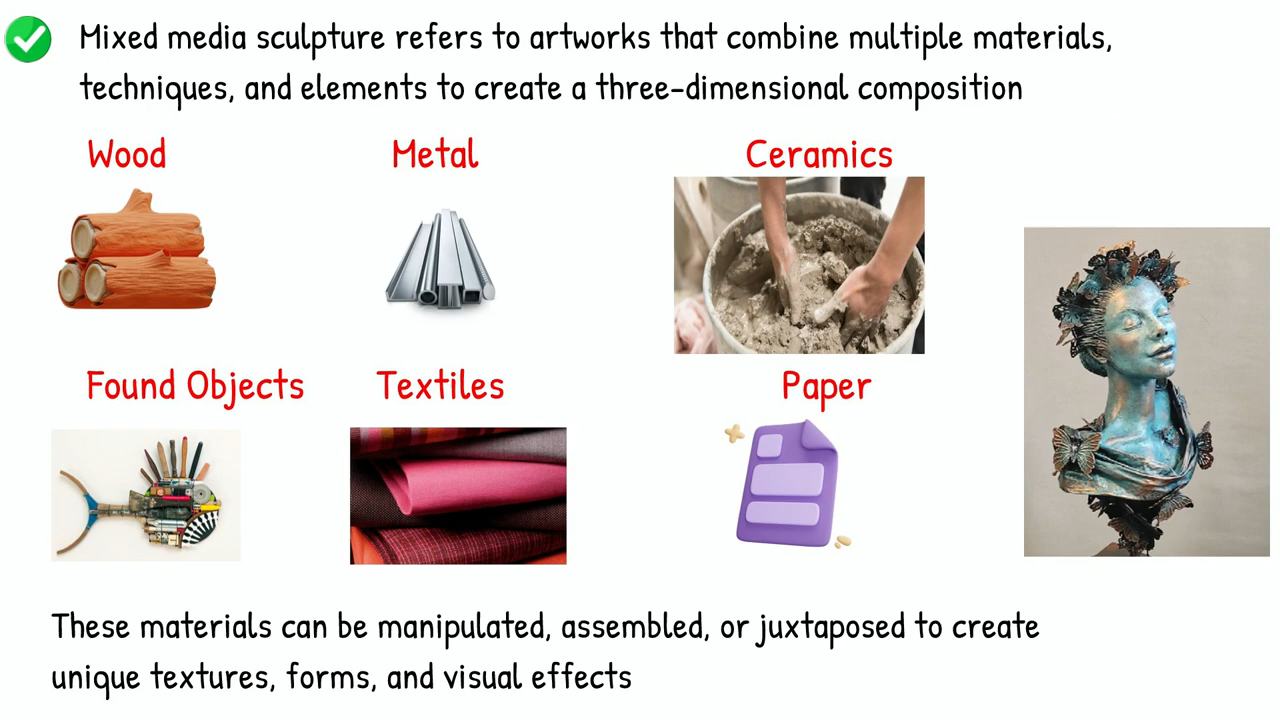 Mixed media sculpture refers to artworks that combine multiple materials,
techniques, and elements to create a three-dimensional composition
Wood
Metal
Ceramics
Found Objects
Textiles
Paper
These materials can be manipulated, assembled, or juxtaposed to create
unique textures, forms, and visual effects